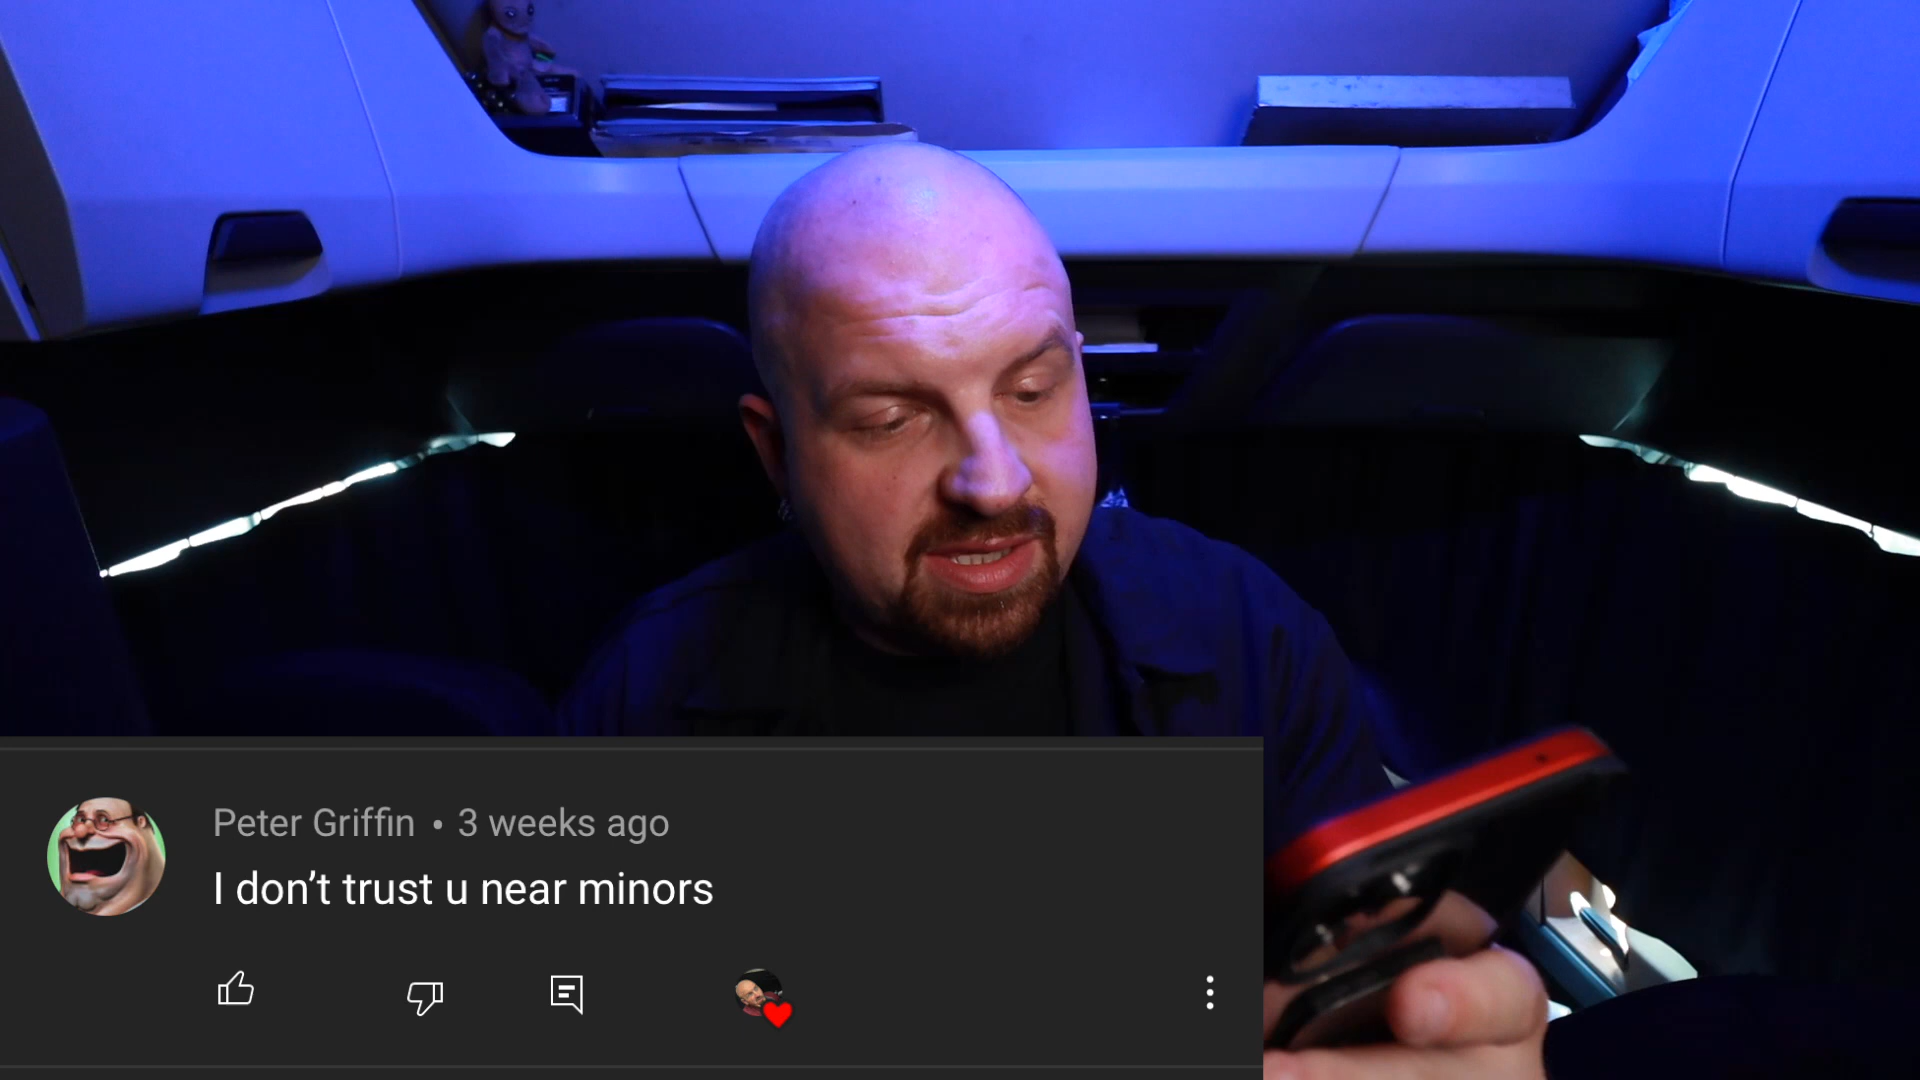 Peter Griffin • 3 weeks ago
I don’t trust u near minors